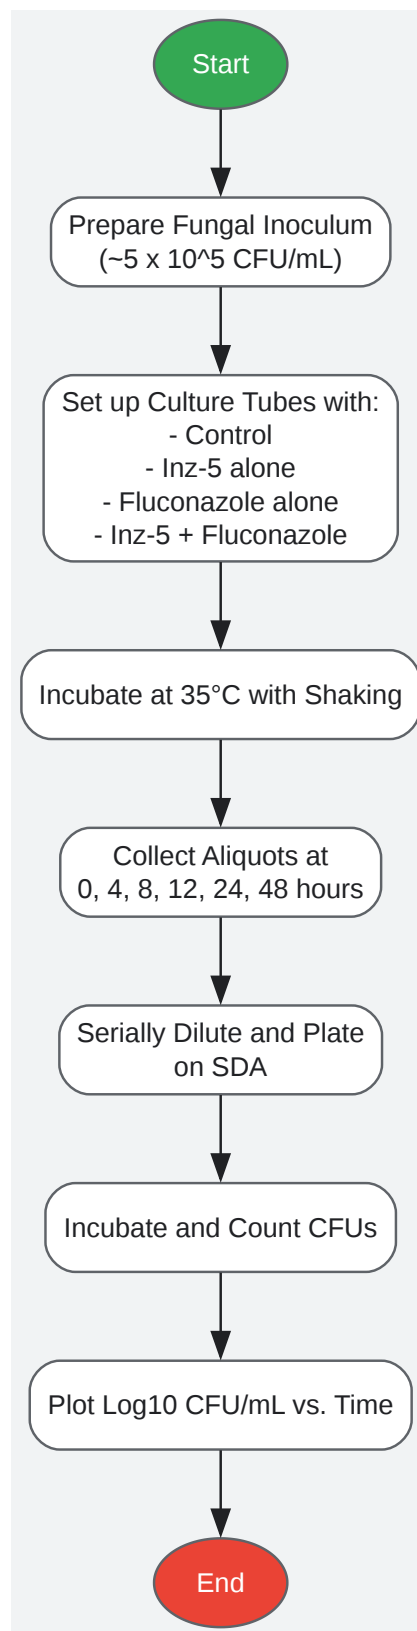 Start
Prepare Fungal Inoculum
(~5 x 10^5 CFU/mL)
Set up Culture Tubes with:
- Control
- Inz-5 alone
- Fluconazole alone
- Inz-5 + Fluconazole
Incubate at 35°C with Shaking
Collect Aliquots at
0, 4, 8, 12, 24, 48 hours
Serially Dilute and Plate
on SDA
Incubate and Count CFUs
Plot Log10 CFU/mL vs. Time
End